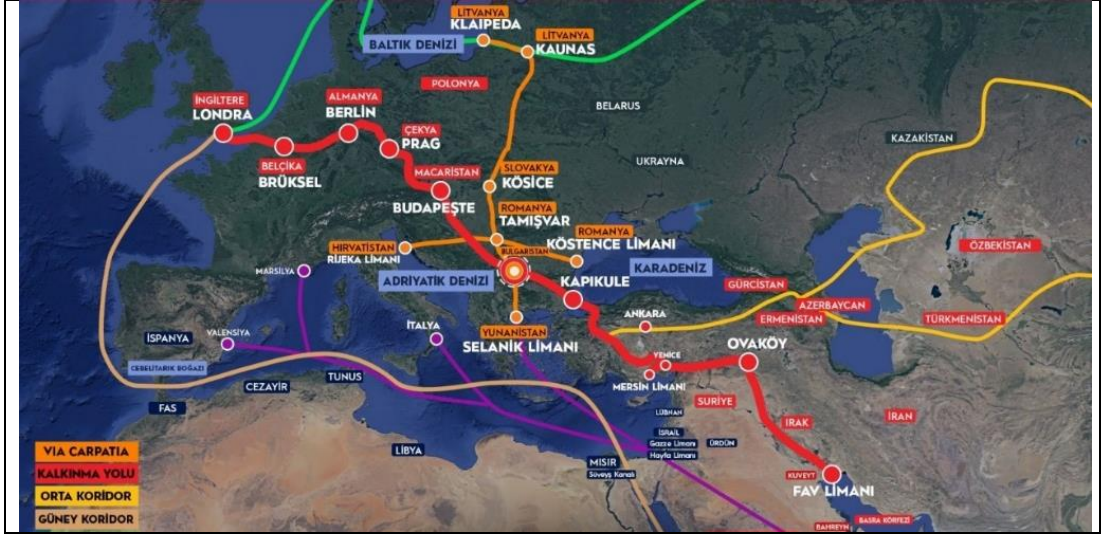 LİTVANYA
KLAIPEDA
LİTVANYA
KAUNAS
BALTIK DENİZİ
POLONYA
BELARUS
İNGİLTERE
LONDRA
ALMANYA
BERLİN
ÇEKYA
PRAG
BELÇİKA
BRÜKSEL
MACARİSTAN
BUDAPEŞTE
SLOVAKYA
KÖSİCE
UKRAYNA
KAZAKİSTAN
ROMANYA
TAMIŞVAR
ROMANYA
KÖSTENCE LİMANI
HIRVATİSTAN
RİJEKA LİMANI
BULGARİSTAN
ÖZBEKİSTAN
MARSİLYA
ADRİYATİK DENİZİ
KARADENİZ
KAPIKULE
GÜRCİSTAN
AZERBAYCAN
ERMENİSTAN
TÜRKMENİSTAN
ANKARA
İSPANYA
VALENSİYA
İTALYA
YUNANİSTAN
SELANİK LİMANI
OVAKÖY
YENİCE
MERSİN LİMANI
CEBELİTARIK BOĞAZI
CEZAYİR
TUNUS
FAS
SURİYE
LÜBNAN
IRAK
İRAN
İSRAİL
Gazze Limanı
Hayfa Limanı
ÜRDÜN
LİBYA
MISIR
Süveyş Kanalı
KUVEYT
FAV LİMANI
BASRA KÖRFEZİ
BAHREYN
VIA CARPATIA
KALKINMA YOLU
ORTA KORİDOR
GÜNEY KORİDOR